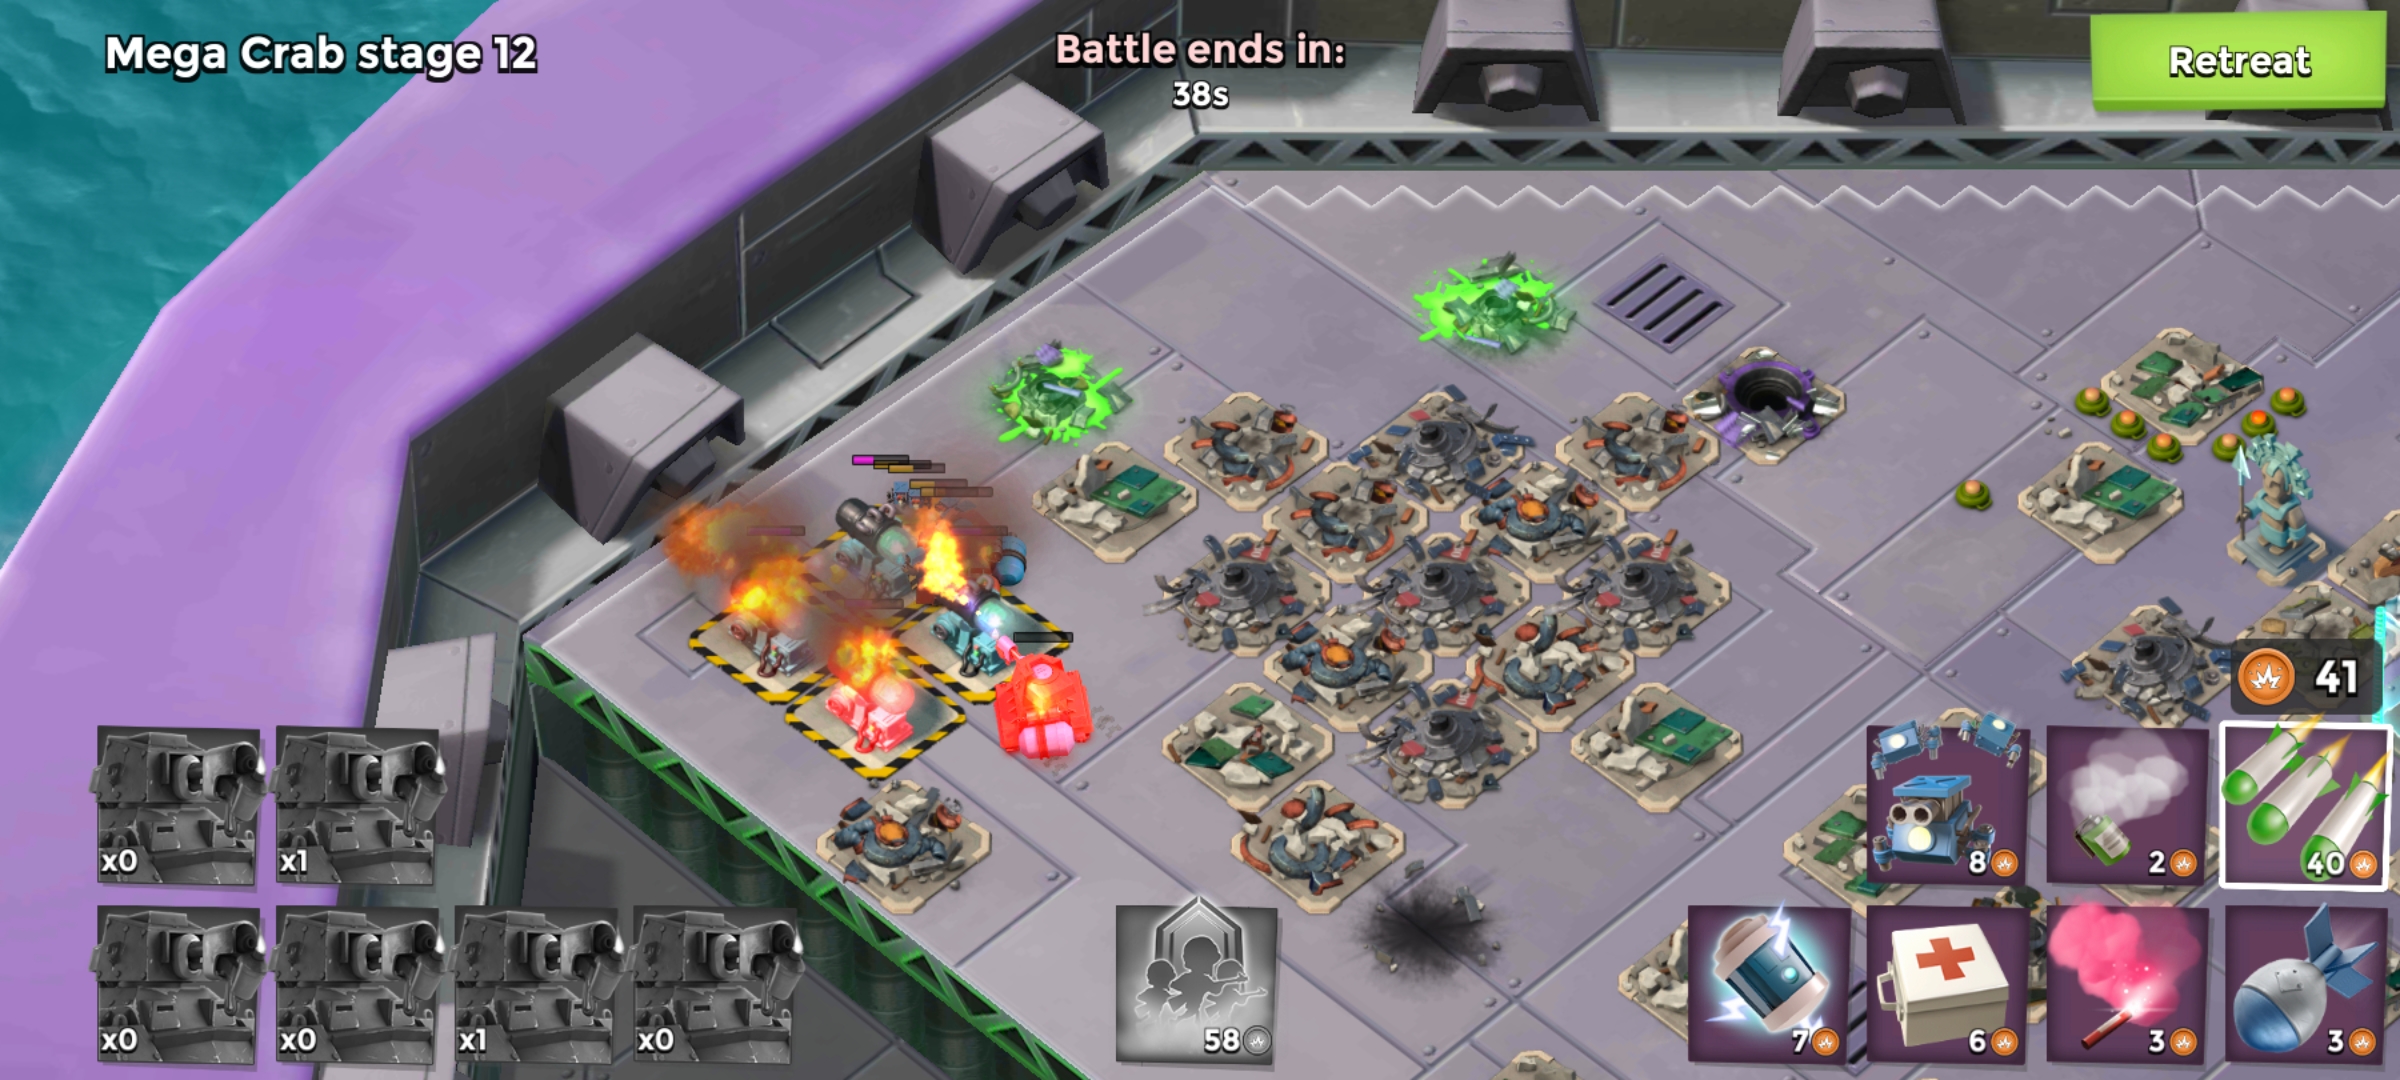 Mega Crab stage 12
Battle ends in:
38s
Retreat
41
8
2
40
x0
x1
x0
x0
x1
x0
58
7
6
3
3